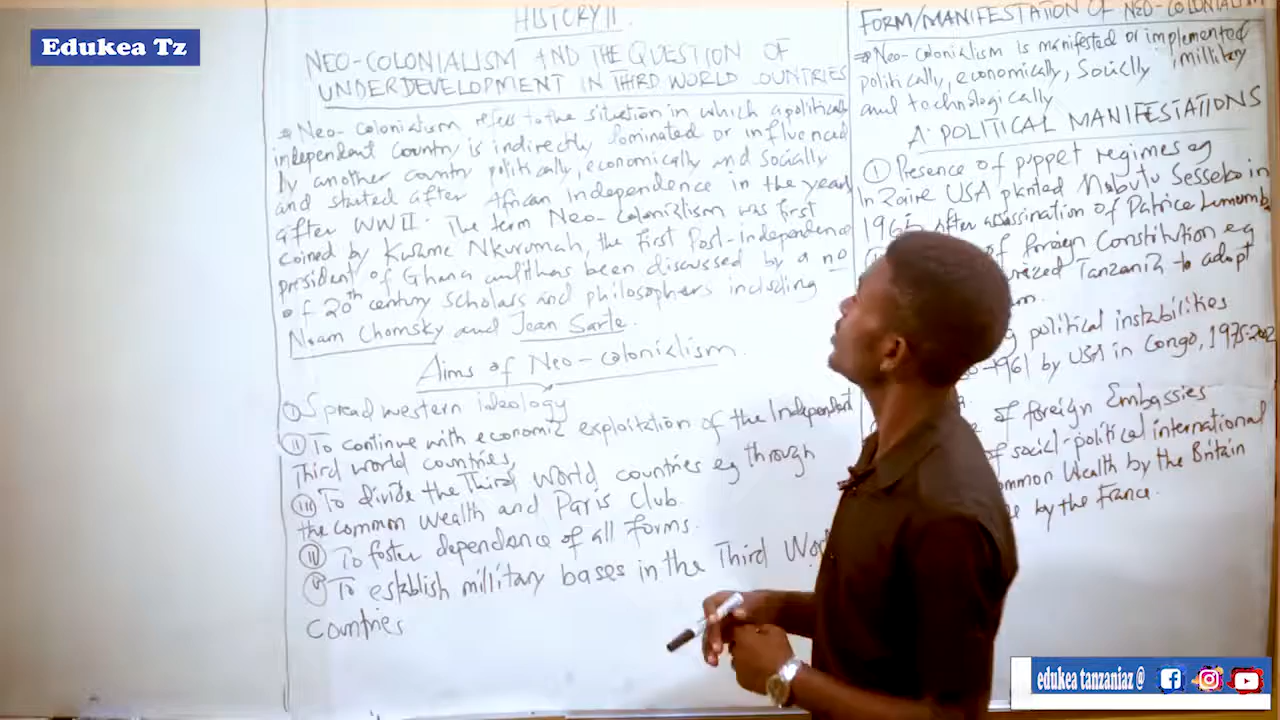 Edukea Tz
HISTORY II.
NEO-COLONIALISM AND THE QUESTION OF
UNDERDEVELOPMENT IN THIRD WORLD COUNTRIES
→ Neo-colonialism refers to the situation in which a political
independent country is indirectly dominated or influenced
by another country politically, economically and socially
and started after African independence in the years
after WW II. The term Neo-colonialism was first
coined by Kwame Nkurumah, the first Post-independence
president of Ghana and it has been discussed by a no
of 20th century scholars and philosophers including
Noam Chomsky and Jean Sarte.
Aims of Neo-colonialism
① Spread western ideology
ⓘⓘ To continue with economic exploitation of the Independent
Third world countries
ⓘⓘⓘ To divide the Third World countries eg through
the common wealth and Paris Club.
ⓘⓥ To foster dependence of all forms.
ⓥ To establish millitary bases in the Third
Countries
FORM/MANIFESTATION OF NEO-COLONIALISM
→ Neo-colonialism is manifested or implemented
politically, economically, Socially, millitary
and technologically
A. POLITICAL MANIFESTATIONS
① Presence of puppet regimes eg
In Zaire USA planted Mobutu Sesseko in
1965 after assassination of Patrice Lumumba
of foreign Constitution eg
Tanzania to adopt
political instabilities
1961 by USA in Congo, 1975-2002
of foreign Embassies
of social-political international
common Wealth by the Britain
by the France.
edukea tanzaniaz @